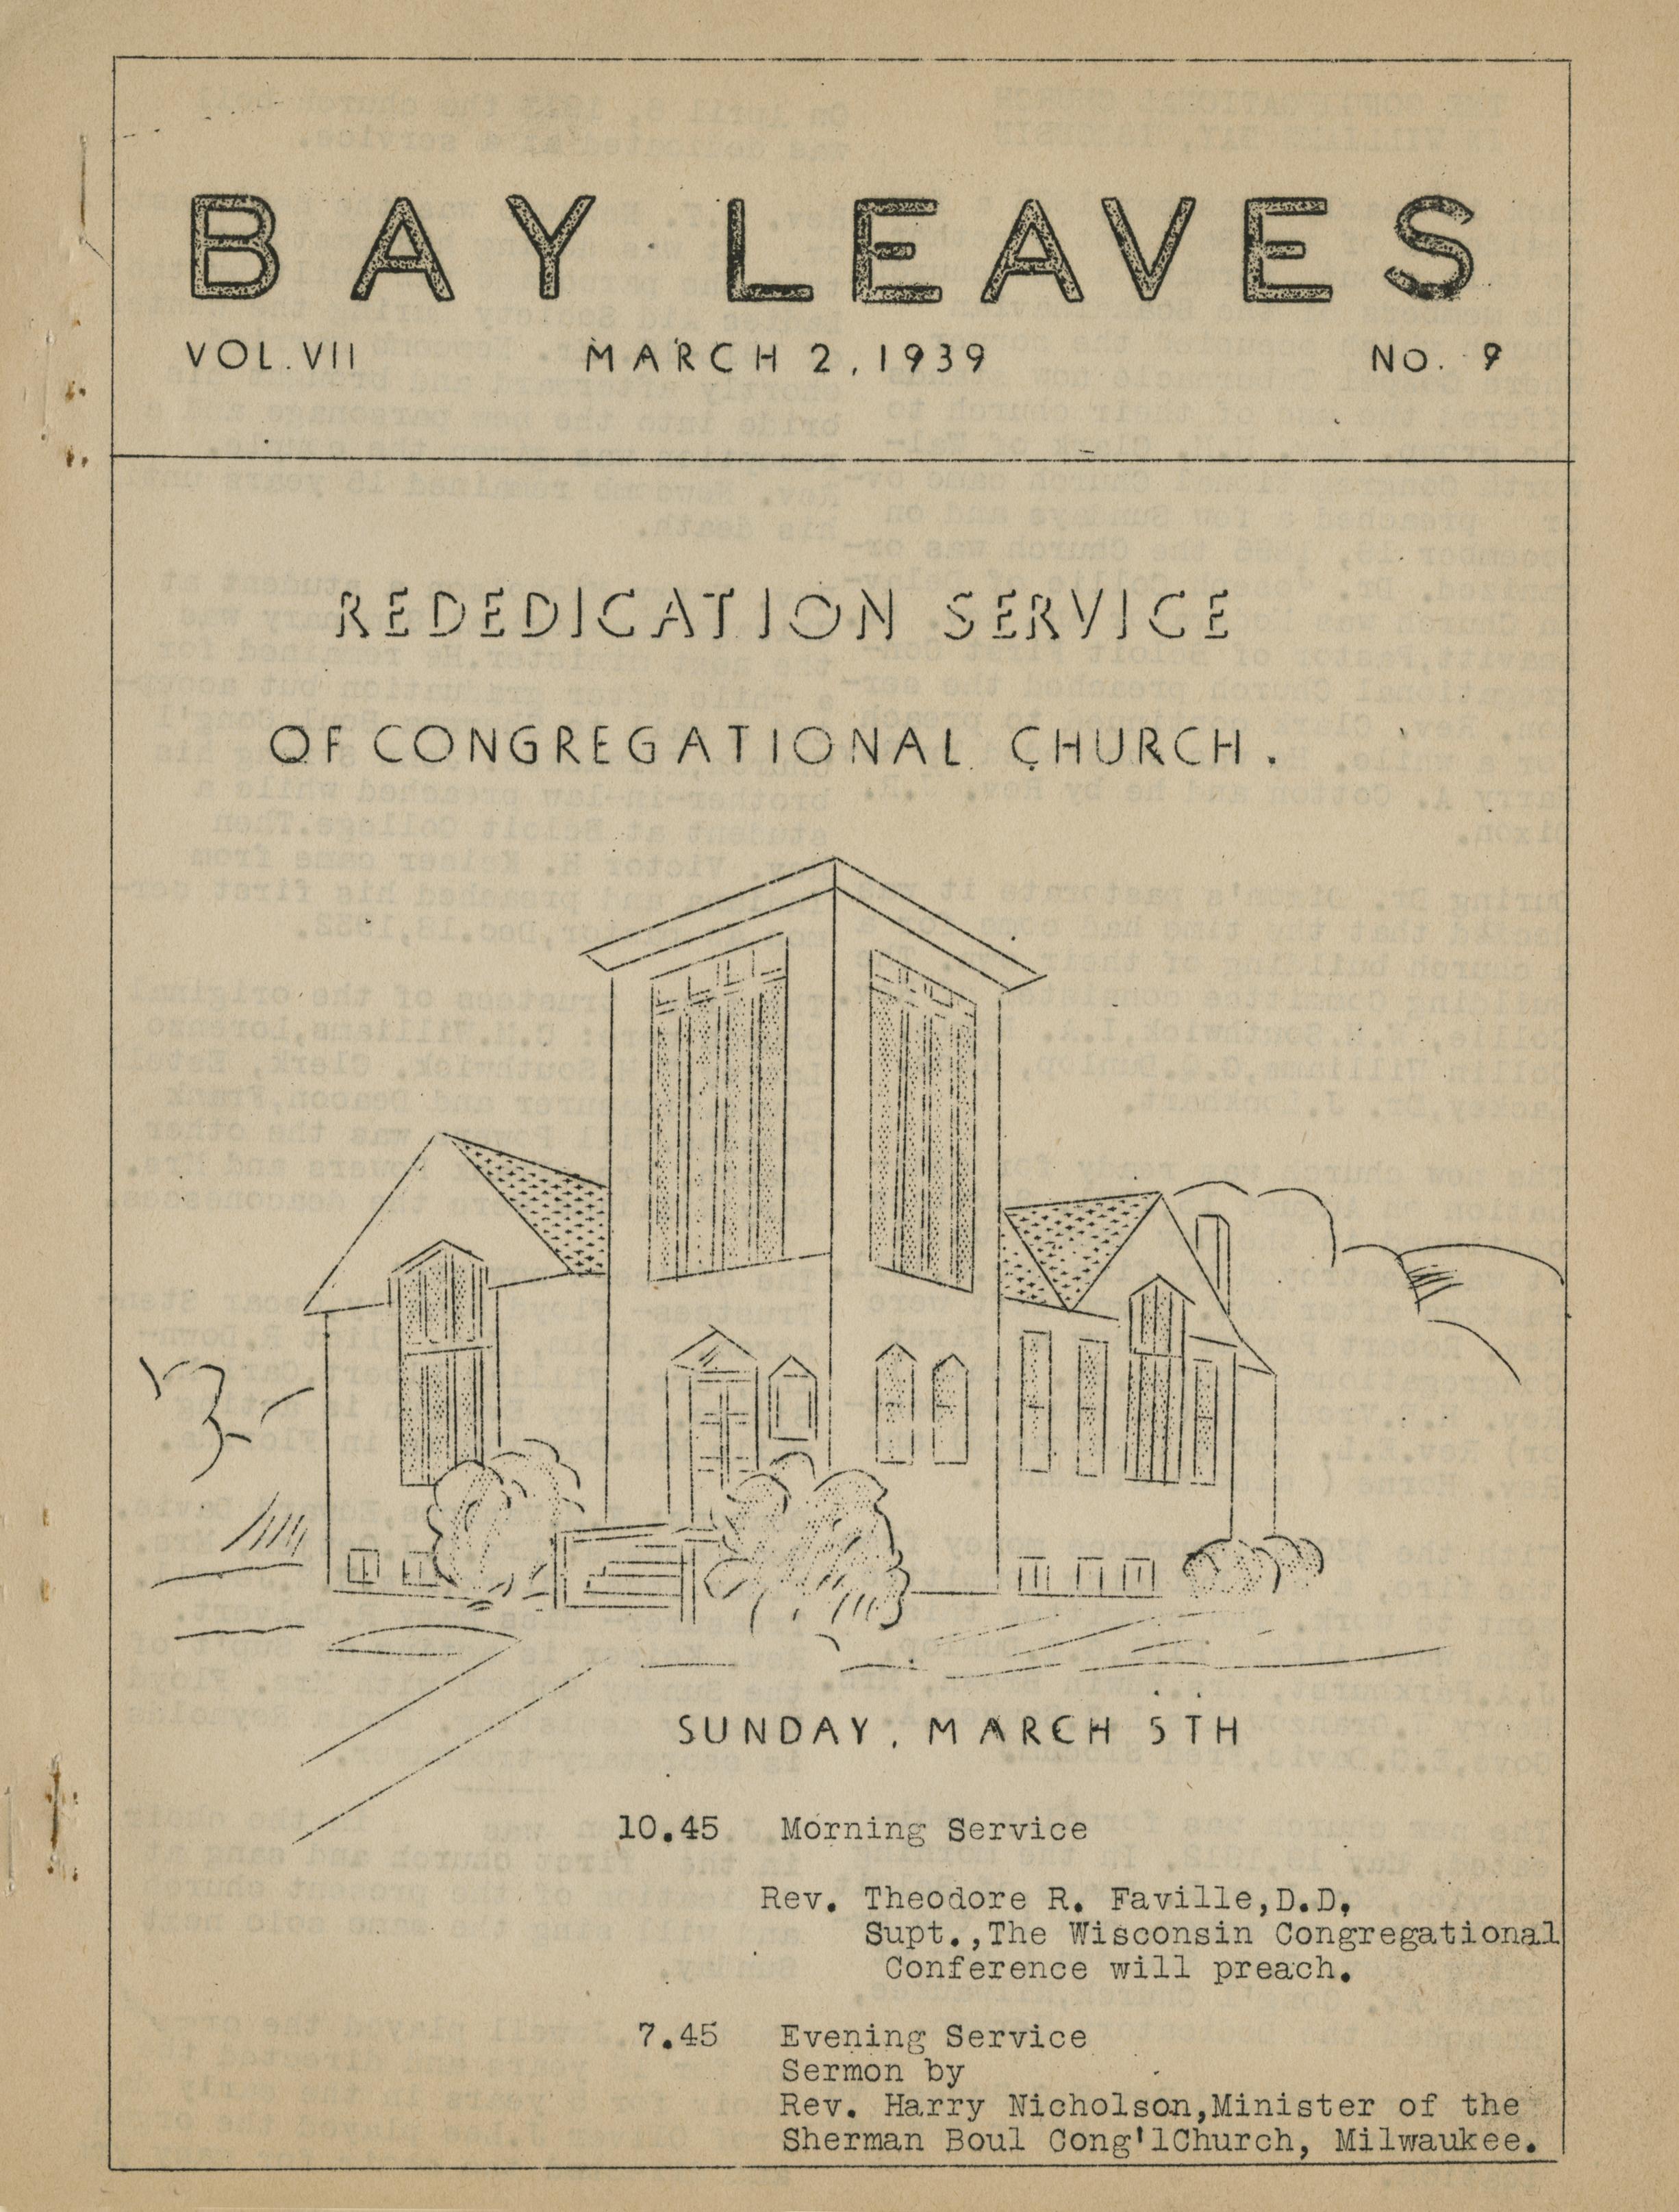 BAY LEAVES
VOL. VII MARCH 2, 1939 NO. 9
REDEDICATION SERVICE
OF CONGREGATIONAL CHURCH.
SUNDAY, MARCH 5TH
10.45 Morning Service
Rev. Theodore R. Faville,D.D.
Supt.,The Wisconsin Congregational
Conference will preach.
7.45 Evening Service
Sermon by
Rev. Harry Nicholson,Minister of the
Sherman Boul Cong'lChurch, Milwaukee.